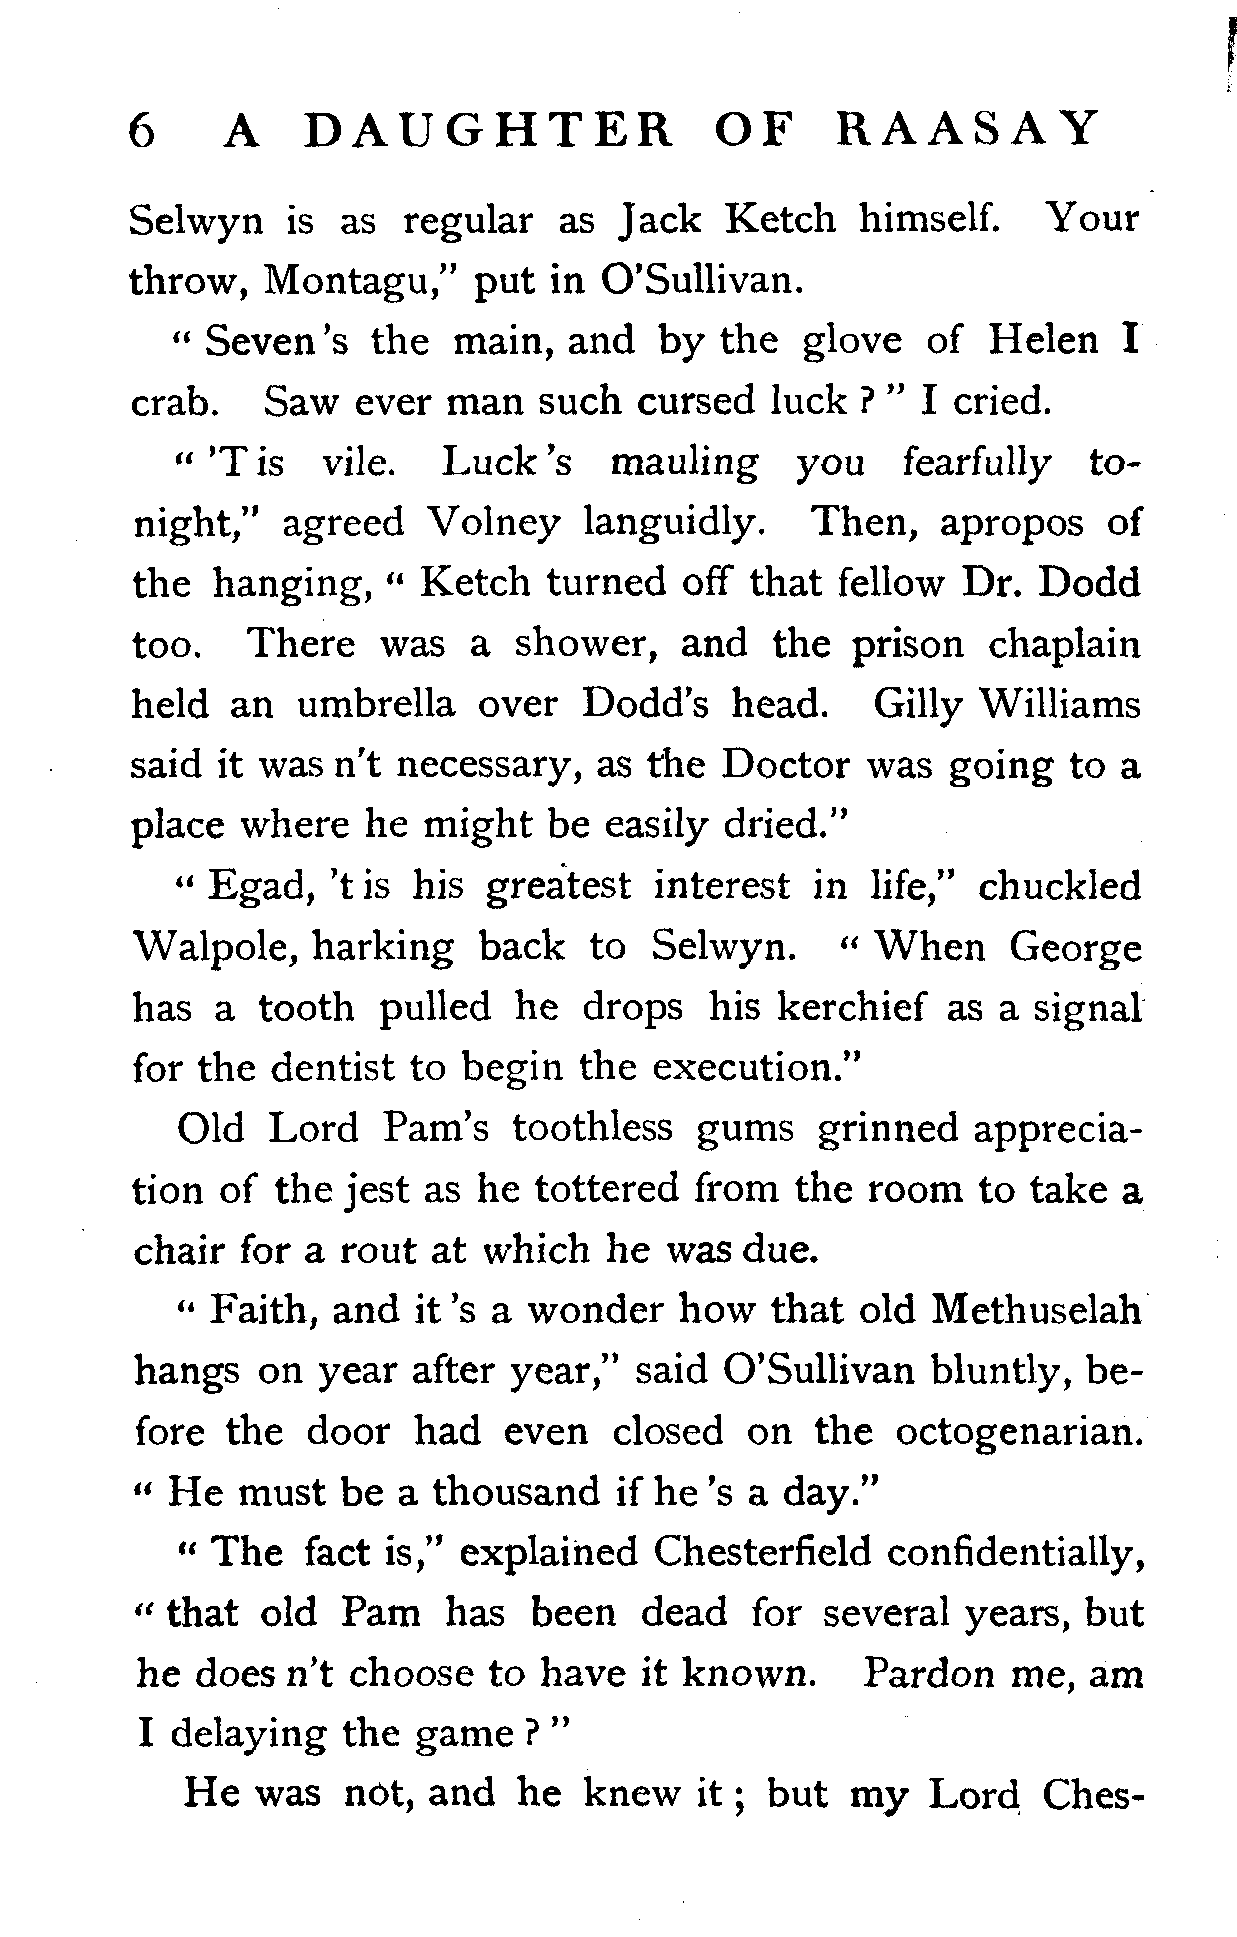 6 A DAUGHTER OF RAASAY
Selwyn is as regular as Jack Ketch himself. Your
throw, Montagu," put in O'Sullivan.
" Seven 's the main, and by the glove of Helen I
crab. Saw ever man such cursed luck ? " I cried.
" 'T is vile. Luck 's mauling you fearfully to-
night," agreed Volney languidly. Then, apropos of
the hanging, " Ketch turned off that fellow Dr. Dodd
too. There was a shower, and the prison chaplain
held an umbrella over Dodd's head. Gilly Williams
said it was n't necessary, as the Doctor was going to a
place where he might be easily dried."
" Egad, 't is his greatest interest in life," chuckled
Walpole, harking back to Selwyn. " When George
has a tooth pulled he drops his kerchief as a signal
for the dentist to begin the execution."
Old Lord Pam's toothless gums grinned apprecia-
tion of the jest as he tottered from the room to take a
chair for a rout at which he was due.
" Faith, and it 's a wonder how that old Methuselah
hangs on year after year," said O'Sullivan bluntly, be-
fore the door had even closed on the octogenarian.
" He must be a thousand if he 's a day."
" The fact is," explained Chesterfield confidentially,
" that old Pam has been dead for several years, but
he does n't choose to have it known. Pardon me, am
I delaying the game ? "
He was not, and he knew it ; but my Lord Ches-